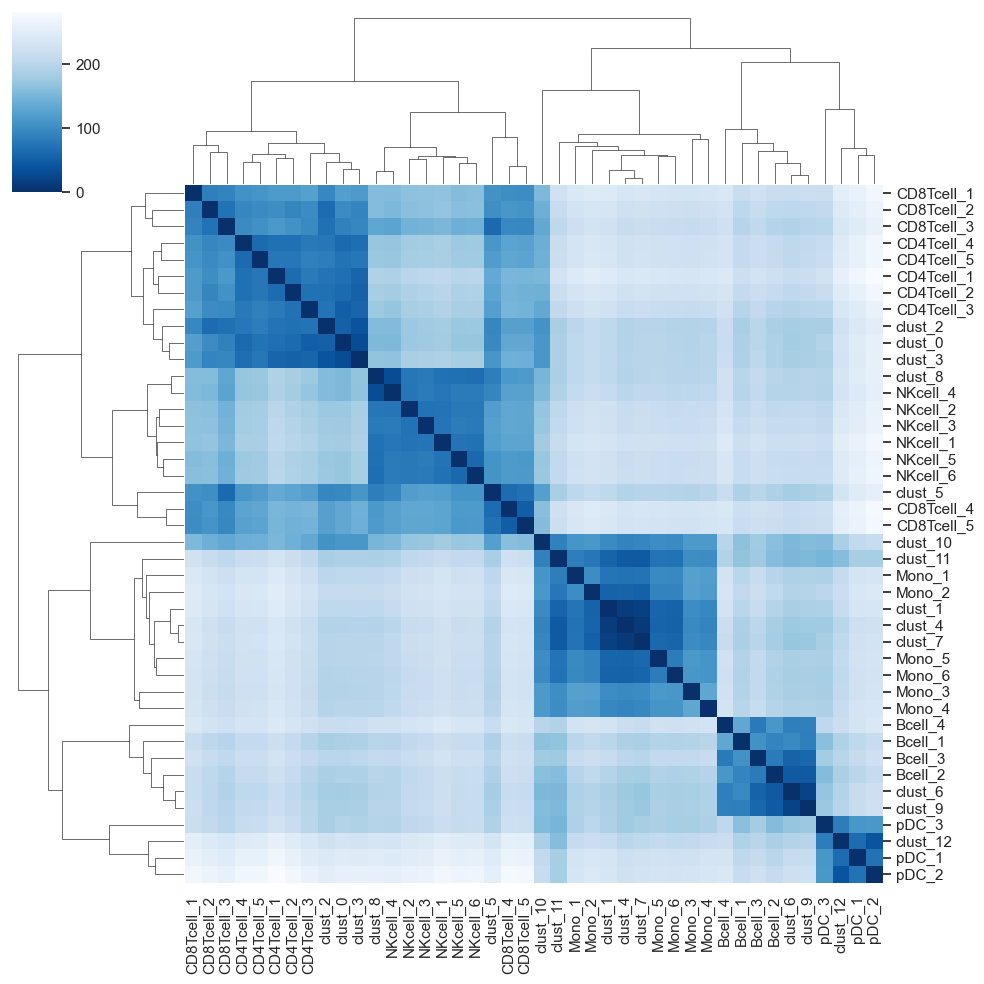 200
100
0
CD8Tcell_1
CD8Tcell_2
CD8Tcell_3
CD4Tcell_4
CD4Tcell_5
CD4Tcell_1
CD4Tcell_2
CD4Tcell_3
clust_2
clust_0
clust_3
clust_8
NKcell_4
NKcell_2
NKcell_3
NKcell_1
NKcell_5
NKcell_6
clust_5
CD8Tcell_4
CD8Tcell_5
clust_10
clust_11
Mono_1
Mono_2
clust_1
clust_4
clust_7
Mono_5
Mono_6
Mono_3
Mono_4
Bcell_4
Bcell_1
Bcell_3
Bcell_2
clust_6
clust_9
pDC_3
clust_12
pDC_1
pDC_2
CD8Tcell_1
CD8Tcell_2
CD8Tcell_3
CD4Tcell_4
CD4Tcell_5
CD4Tcell_1
CD4Tcell_2
CD4Tcell_3
clust_2
clust_0
clust_3
clust_8
NKcell_4
NKcell_2
NKcell_3
NKcell_1
NKcell_5
NKcell_6
clust_5
CD8Tcell_4
CD8Tcell_5
clust_10
clust_11
Mono_1
Mono_2
clust_1
clust_4
clust_7
Mono_5
Mono_6
Mono_3
Mono_4
Bcell_4
Bcell_1
Bcell_3
Bcell_2
clust_6
clust_9
pDC_3
clust_12
pDC_1
pDC_2